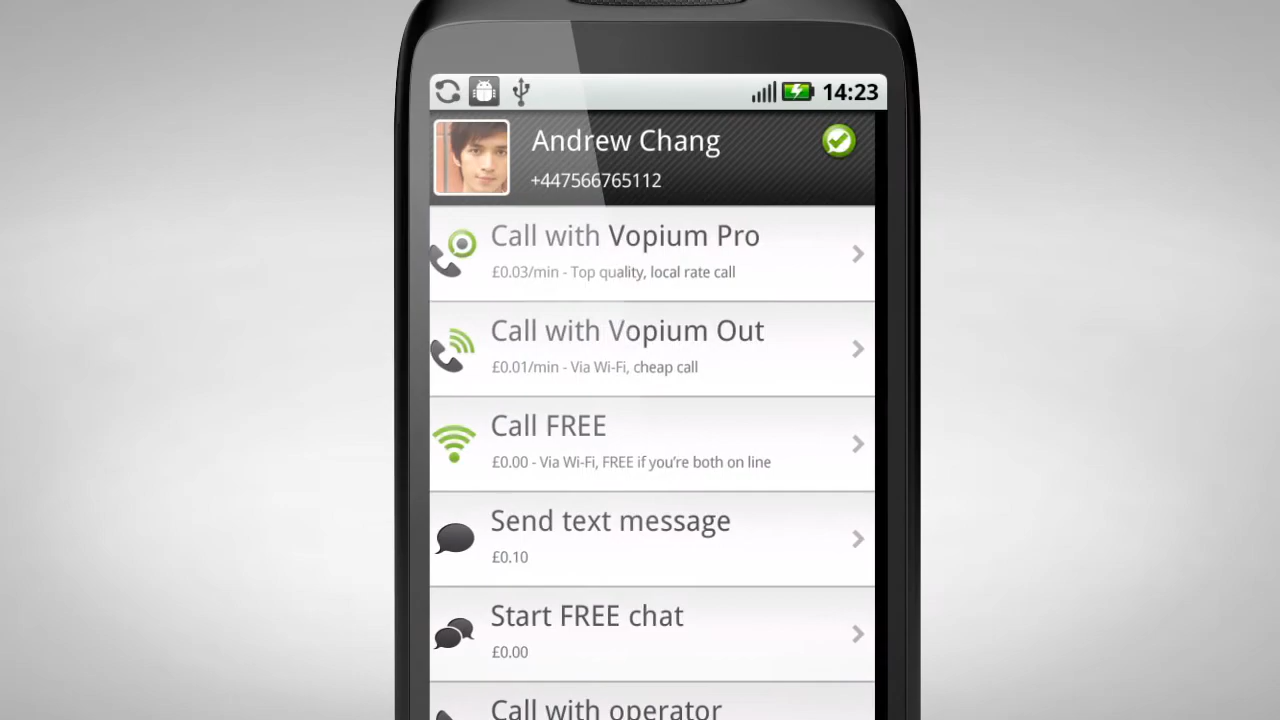 14:23
Andrew Chang
+447566765112
Call with Vopium Pro
£0.03/min - Top quality, local rate call
Call with Vopium Out
£0.01/min - Via Wi-Fi, cheap call
Call FREE
£0.00 - Via Wi-Fi, FREE if you're both on line
Send text message
£0.10
Start FREE chat
£0.00
Call with operator